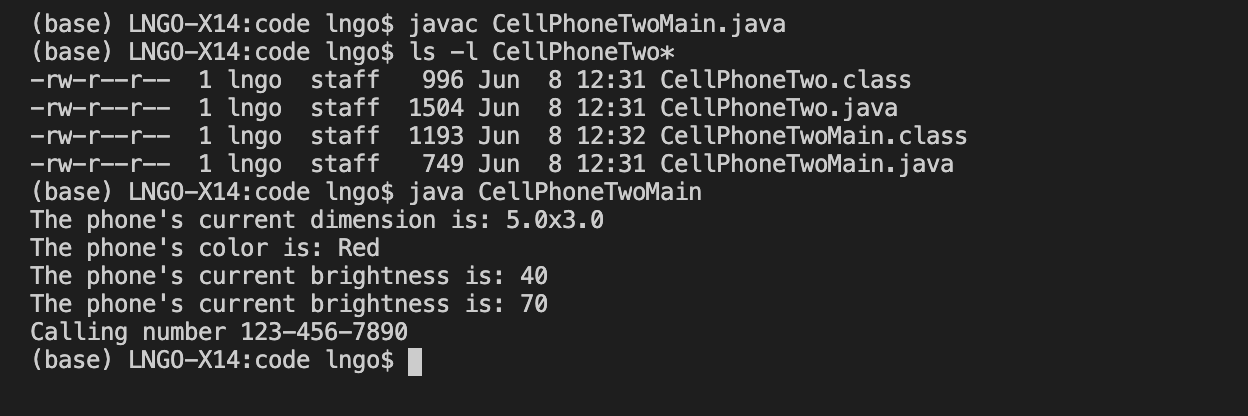 (base) LNGO-X14:code lngo$ javac CellPhoneTwoMain.java
(base) LNGO-X14:code lngo$ ls -l CellPhoneTwo*
-rw-r--r--  1 lngo  staff   996 Jun  8 12:31 CellPhoneTwo.class
-rw-r--r--  1 lngo  staff  1504 Jun  8 12:31 CellPhoneTwo.java
-rw-r--r--  1 lngo  staff  1193 Jun  8 12:32 CellPhoneTwoMain.class
-rw-r--r--  1 lngo  staff   749 Jun  8 12:31 CellPhoneTwoMain.java
(base) LNGO-X14:code lngo$ java CellPhoneTwoMain
The phone's current dimension is: 5.0x3.0
The phone's color is: Red
The phone's current brightness is: 40
The phone's current brightness is: 70
Calling number 123-456-7890
(base) LNGO-X14:code lngo$